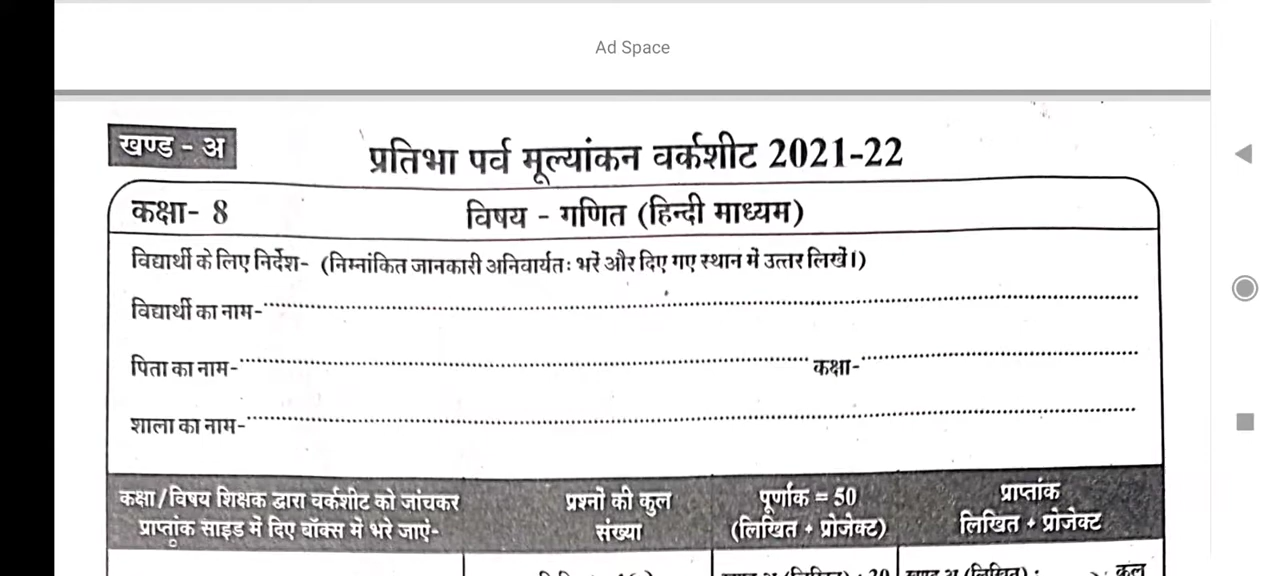 Ad Space
खण्ड - अ
प्रतिभा पर्व मूल्यांकन वर्कशीट 2021-22
कक्षा- 8 विषय - गणित (हिन्दी माध्यम)
विद्यार्थी के लिए निर्देश- (निम्नांकित जानकारी अनिवार्यतः भरें और दिए गए स्थान में उत्तर लिखें।)
विद्यार्थी का नाम-
पिता का नाम- कक्षा-
शाला का नाम-
कक्षा/विषय शिक्षक द्वारा वर्कशीट को जांचकर
प्राप्तांक साइड में दिए बॉक्स में भरे जाएं-
प्रश्नों की कुल
संख्या
पूर्णांक = 50
(लिखित + प्रोजेक्ट)
प्राप्तांक
लिखित + प्रोजेक्ट
कुल